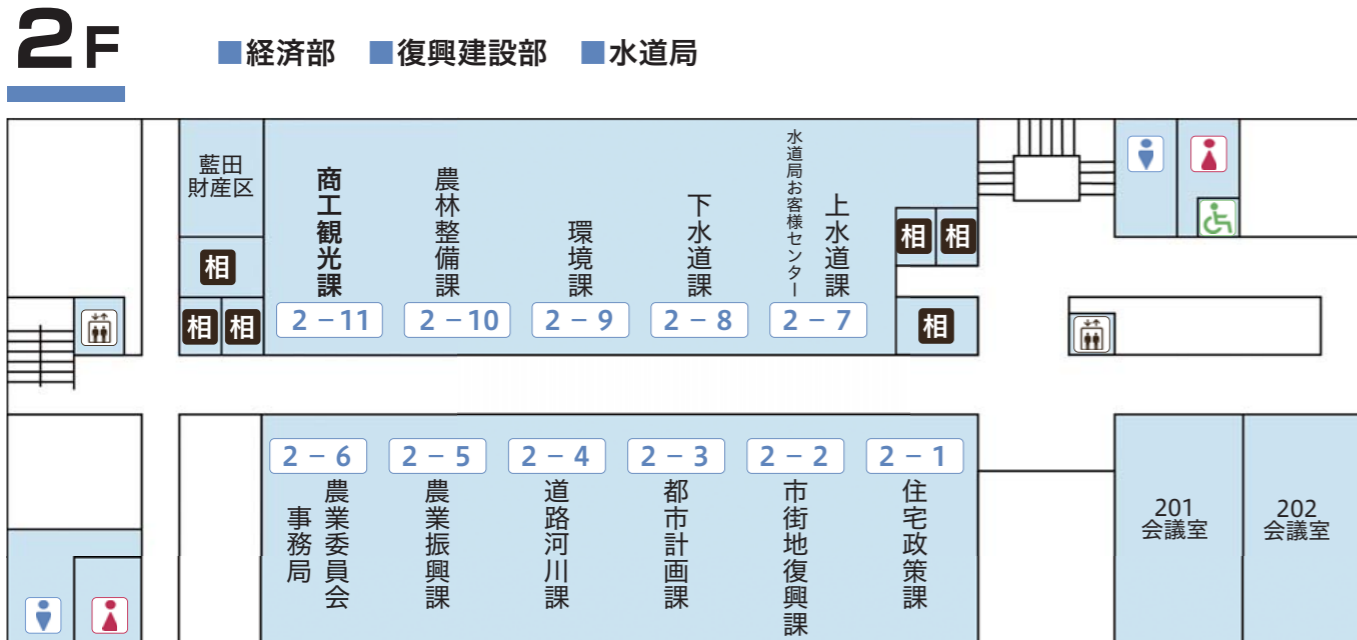 2F
■経済部 ■復興建設部 ■水道局
藍田
財産区
相
相
相
商工観光課
2－11
農林整備課
2－10
環境課
2－9
下水道課
2－8
上水道課
水道局お客様センター
2－7
相
相
相
2－6
農業委員会
事務局
2－5
農業振興課
2－4
道路河川課
2－3
都市計画課
2－2
市街地復興課
2－1
住宅政策課
201
会議室
202
会議室